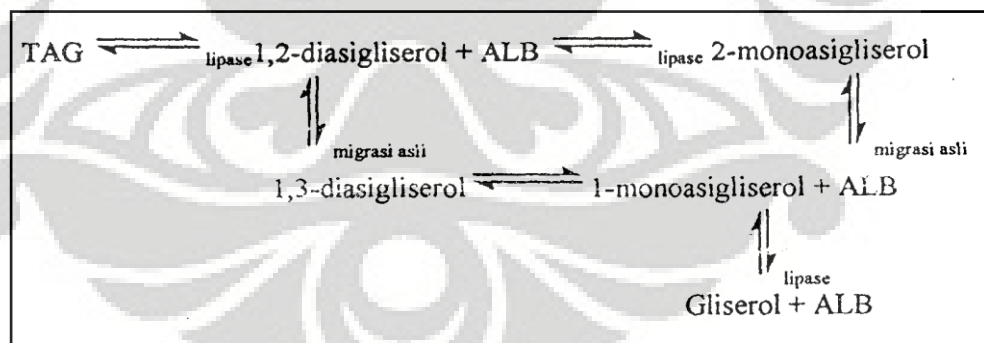 TAG lipase 1,2-diasigliserol + ALB lipase 2-monoasigliserol
migrasi asii migrasi asli
1,3-diasigliserol 1-monoasigliserol + ALB
lipase
Gliserol + ALB